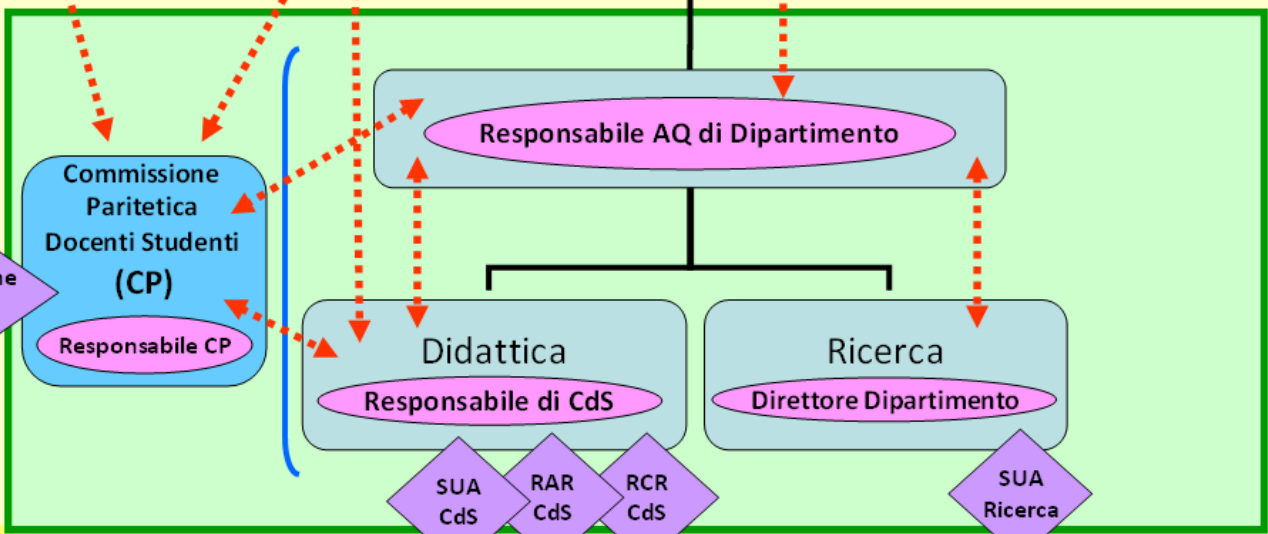 Responsabile AQ di Dipartimento
Commissione
Paritetica
Docenti Studenti
(CP)
Responsabile CP
Didattica
Responsabile di CdS
Ricerca
Direttore Dipartimento
SUA
CdS
RAR
CdS
RCR
CdS
SUA
Ricerca